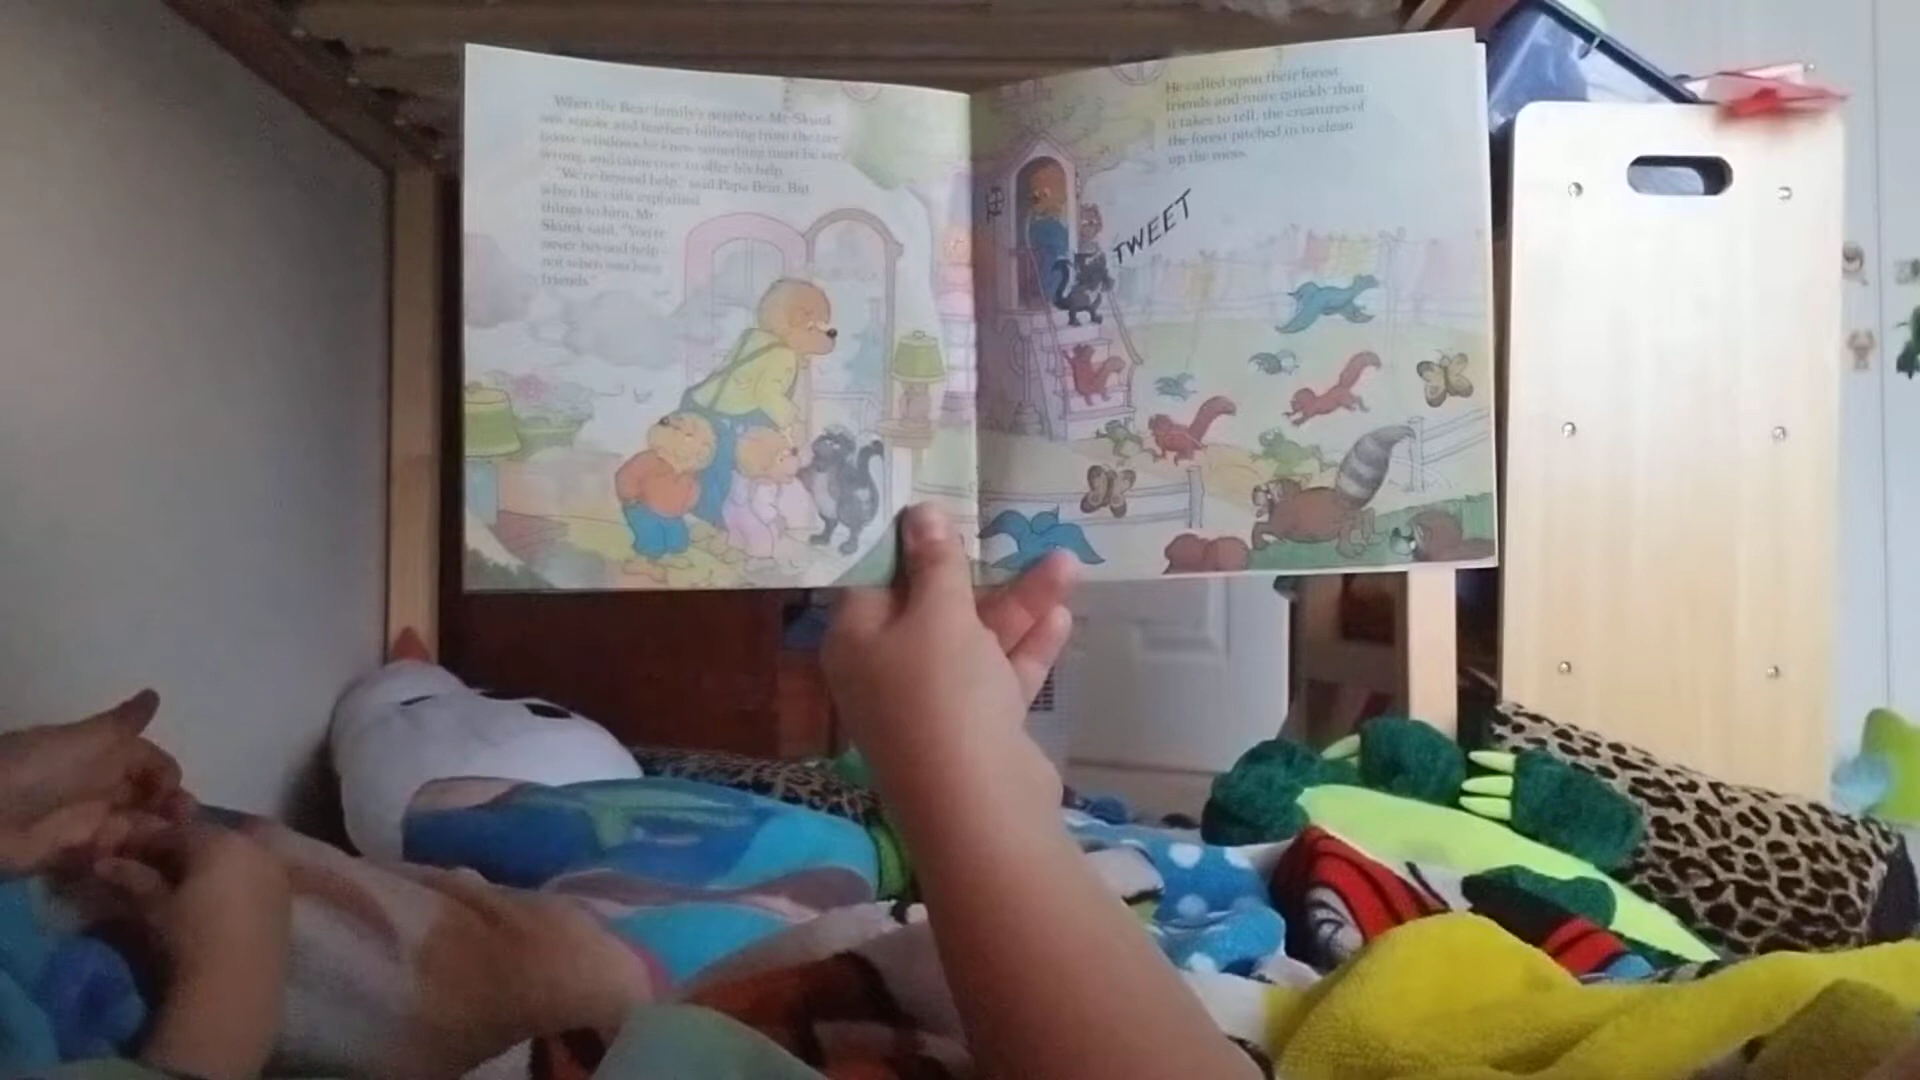 When the Bear family's neighbor, Mr. Skunk
saw smoke and feathers billowing from the tree
house windows he knew something must be very
wrong, and came over to offer his help.
"We're beyond help," said Papa Bear. But
when the cubs explained
things to him, Mr.
Skunk said, "You're
never beyond help -
not when you have
friends."
He called upon their forest
friends and more quickly than
it takes to tell, the creatures of
the forest pitched in to clean
up the mess.
TWEET